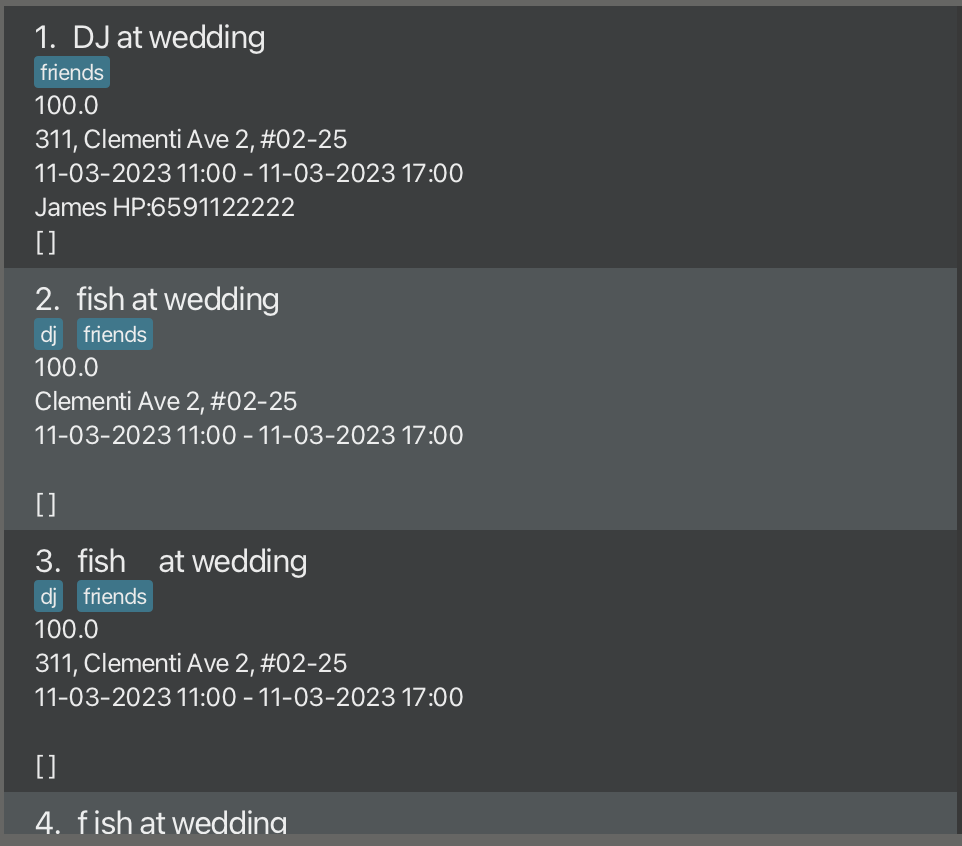 1. DJ at wedding
friends
100.0
311, Clementi Ave 2, #02-25
11-03-2023 11:00 - 11-03-2023 17:00
James HP:6591122222
[ ]
2. fish at wedding
dj friends
100.0
Clementi Ave 2, #02-25
11-03-2023 11:00 - 11-03-2023 17:00
[ ]
3. fish    at wedding
dj friends
100.0
311, Clementi Ave 2, #02-25
11-03-2023 11:00 - 11-03-2023 17:00
[ ]
4. f ish at wedding